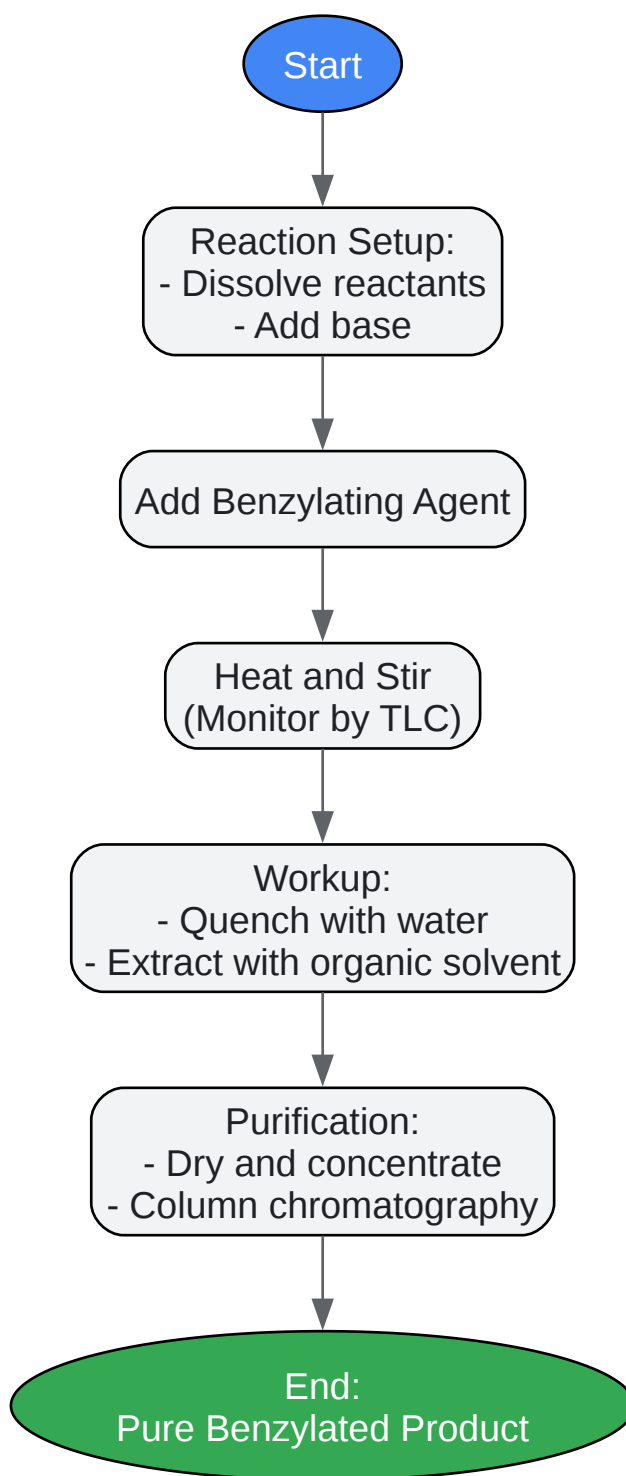 Start
Reaction Setup:
- Dissolve reactants
- Add base
Add Benzylating Agent
Heat and Stir
(Monitor by TLC)
Workup:
- Quench with water
- Extract with organic solvent
Purification:
- Dry and concentrate
- Column chromatography
End:
Pure Benzylated Product